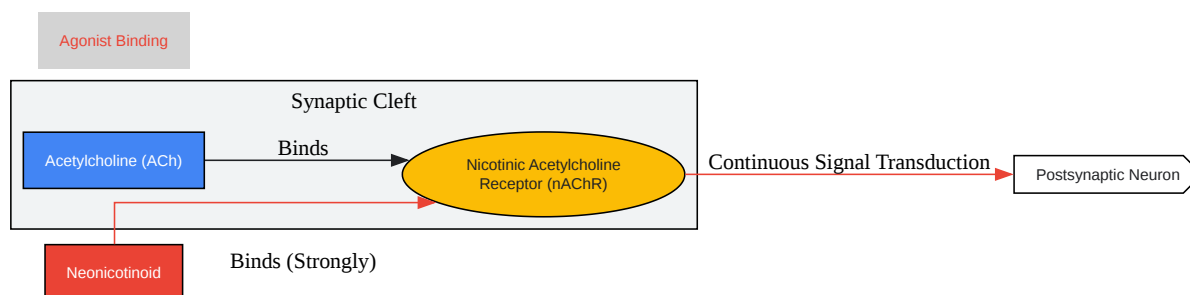 Agonist Binding
Synaptic Cleft
Acetylcholine (ACh)
Binds
Nicotinic Acetylcholine
Receptor (nAChR)
Continuous Signal Transduction
Postsynaptic Neuron
Neonicotinoid
Binds (Strongly)